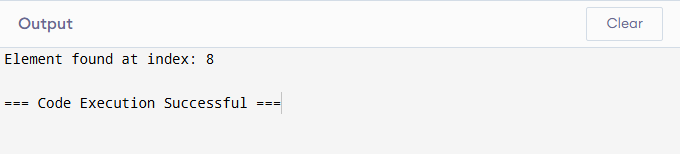 Output
Clear
Element found at index: 8
=== Code Execution Successful ===